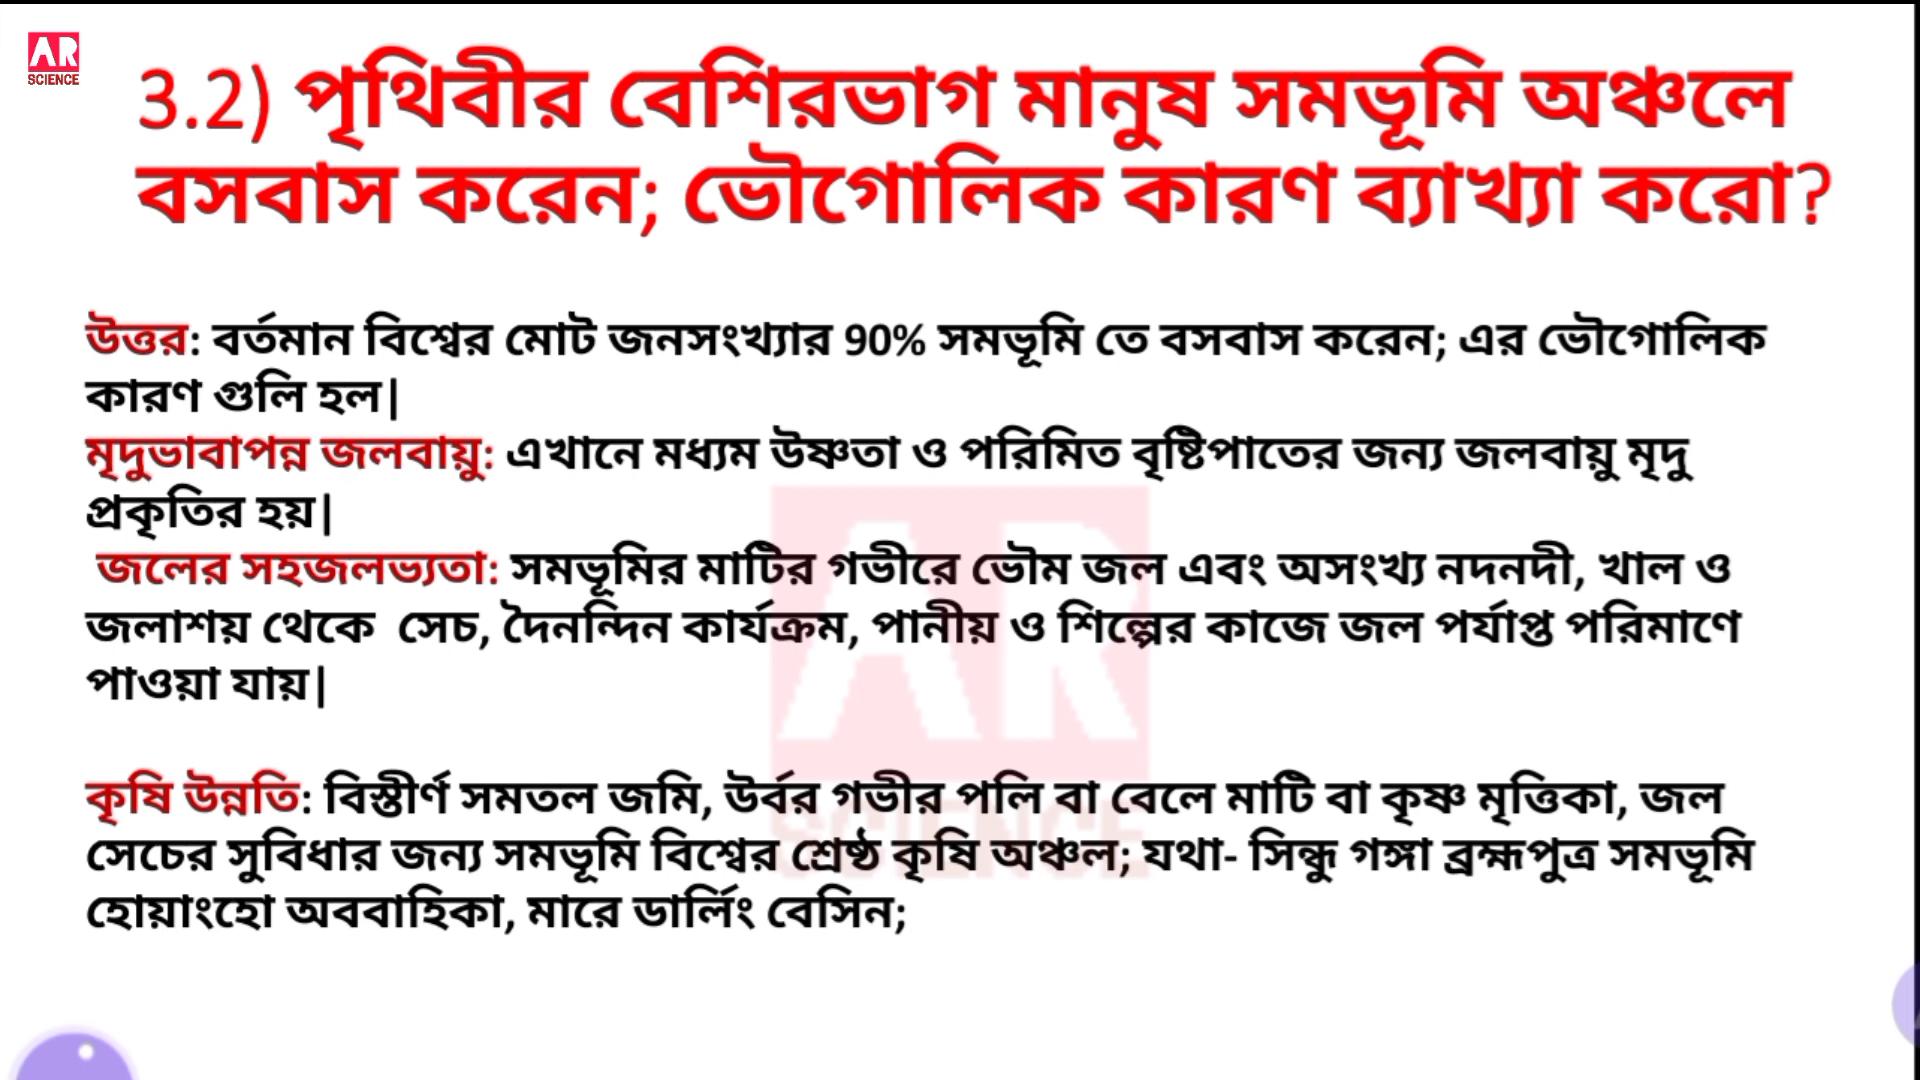 AR
SCIENCE
3.2) পৃথিবীর বেশিরভাগ মানুষ সমভূমি অঞ্চলে
বসবাস করেন; ভৌগোলিক কারণ ব্যাখ্যা করো?
উত্তর: বর্তমান বিশ্বের মোট জনসংখ্যার 90% সমভূমি তে বসবাস করেন; এর ভৌগোলিক
কারণ গুলি হল|
মৃদুভাবাপন্ন জলবায়ু: এখানে মধ্যম উষ্ণতা ও পরিমিত বৃষ্টিপাতের জন্য জলবায়ু মৃদু
প্রকৃতির হয়|
জলের সহজলভ্যতা: সমভূমির মাটির গভীরে ভৌম জল এবং অসংখ্য নদনদী, খাল ও
জলাশয় থেকে সেচ, দৈনন্দিন কার্যক্রম, পানীয় ও শিল্পের কাজে জল পর্যাপ্ত পরিমাণে
পাওয়া যায়|
কৃষি উন্নতি: বিস্তীর্ণ সমতল জমি, উর্বর গভীর পলি বা বেলে মাটি বা কৃষ্ণ মৃত্তিকা, জল
সেচের সুবিধার জন্য সমভূমি বিশ্বের শ্রেষ্ঠ কৃষি অঞ্চল; যথা- সিন্ধু গঙ্গা ব্রহ্মপুত্র সমভূমি
হোয়াংহো অববাহিকা, মারে ডার্লিং বেসিন;
AR
SCIENCE